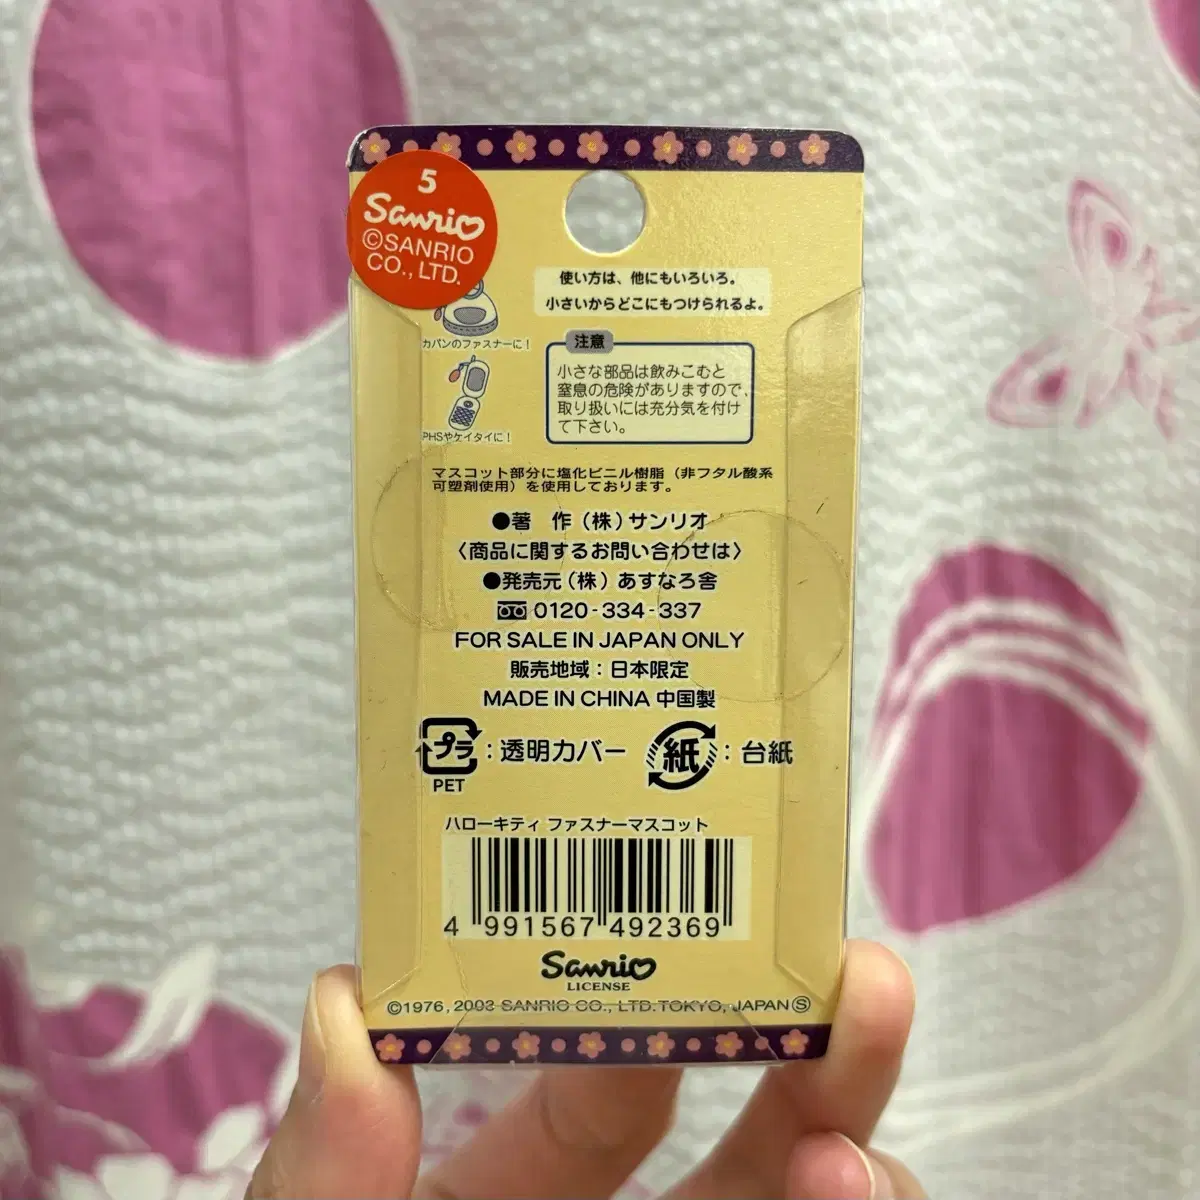 5
Sanrio
©SANRIO
CO., LTD.
使い方は、他にもいろいろ。
小さいからどこにもつけられるよ。
カバンのファスナーに!
PHSやケイタイに!
注意
小さな部品は飲みこむと
窒息の危険がありますので、
取り扱いには充分気を付け
て下さい。
マスコット部分に塩化ビニル樹脂(非フタル酸系
可塑剤使用)を使用しております。
●著 作(株)サンリオ
〈商品に関するお問い合わせは〉
●発売元(株)あすなろ舎
0120-334-337
FOR SALE IN JAPAN ONLY
販売地域:日本限定
MADE IN CHINA 中国製
プラ:透明カバー
PET
紙:台紙
ハローキティ ファスナーマスコット
4 991567 492369
Sanrio
LICENSE
©1976, 2003 SANRIO CO., LTD. TOKYO, JAPAN Ⓢ